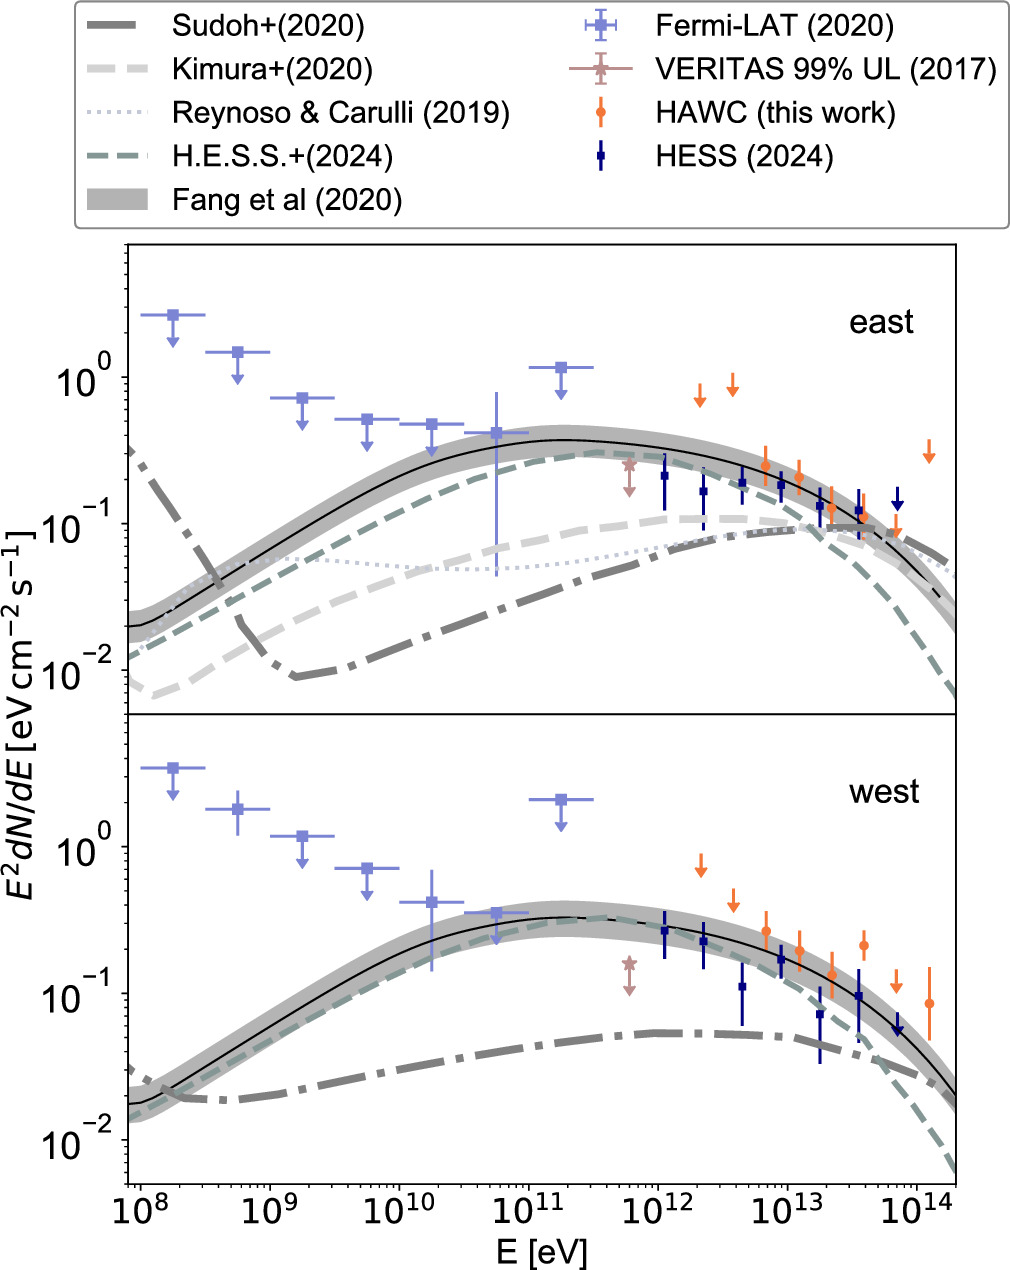 Sudoh+(2020)
Kimura+(2020)
Reynoso & Carulli (2019)
H.E.S.S.+(2024)
Fang et al (2020)
Fermi-LAT (2020)
VERITAS 99% UL (2017)
HAWC (this work)
HESS (2024)
east
10⁰
10⁻¹
10⁻²
E²dN/dE [eV cm⁻² s⁻¹]
west
10⁰
10⁻¹
10⁻²
10⁸ 10⁹ 10¹⁰ 10¹¹ 10¹² 10¹³ 10¹⁴
E [eV]